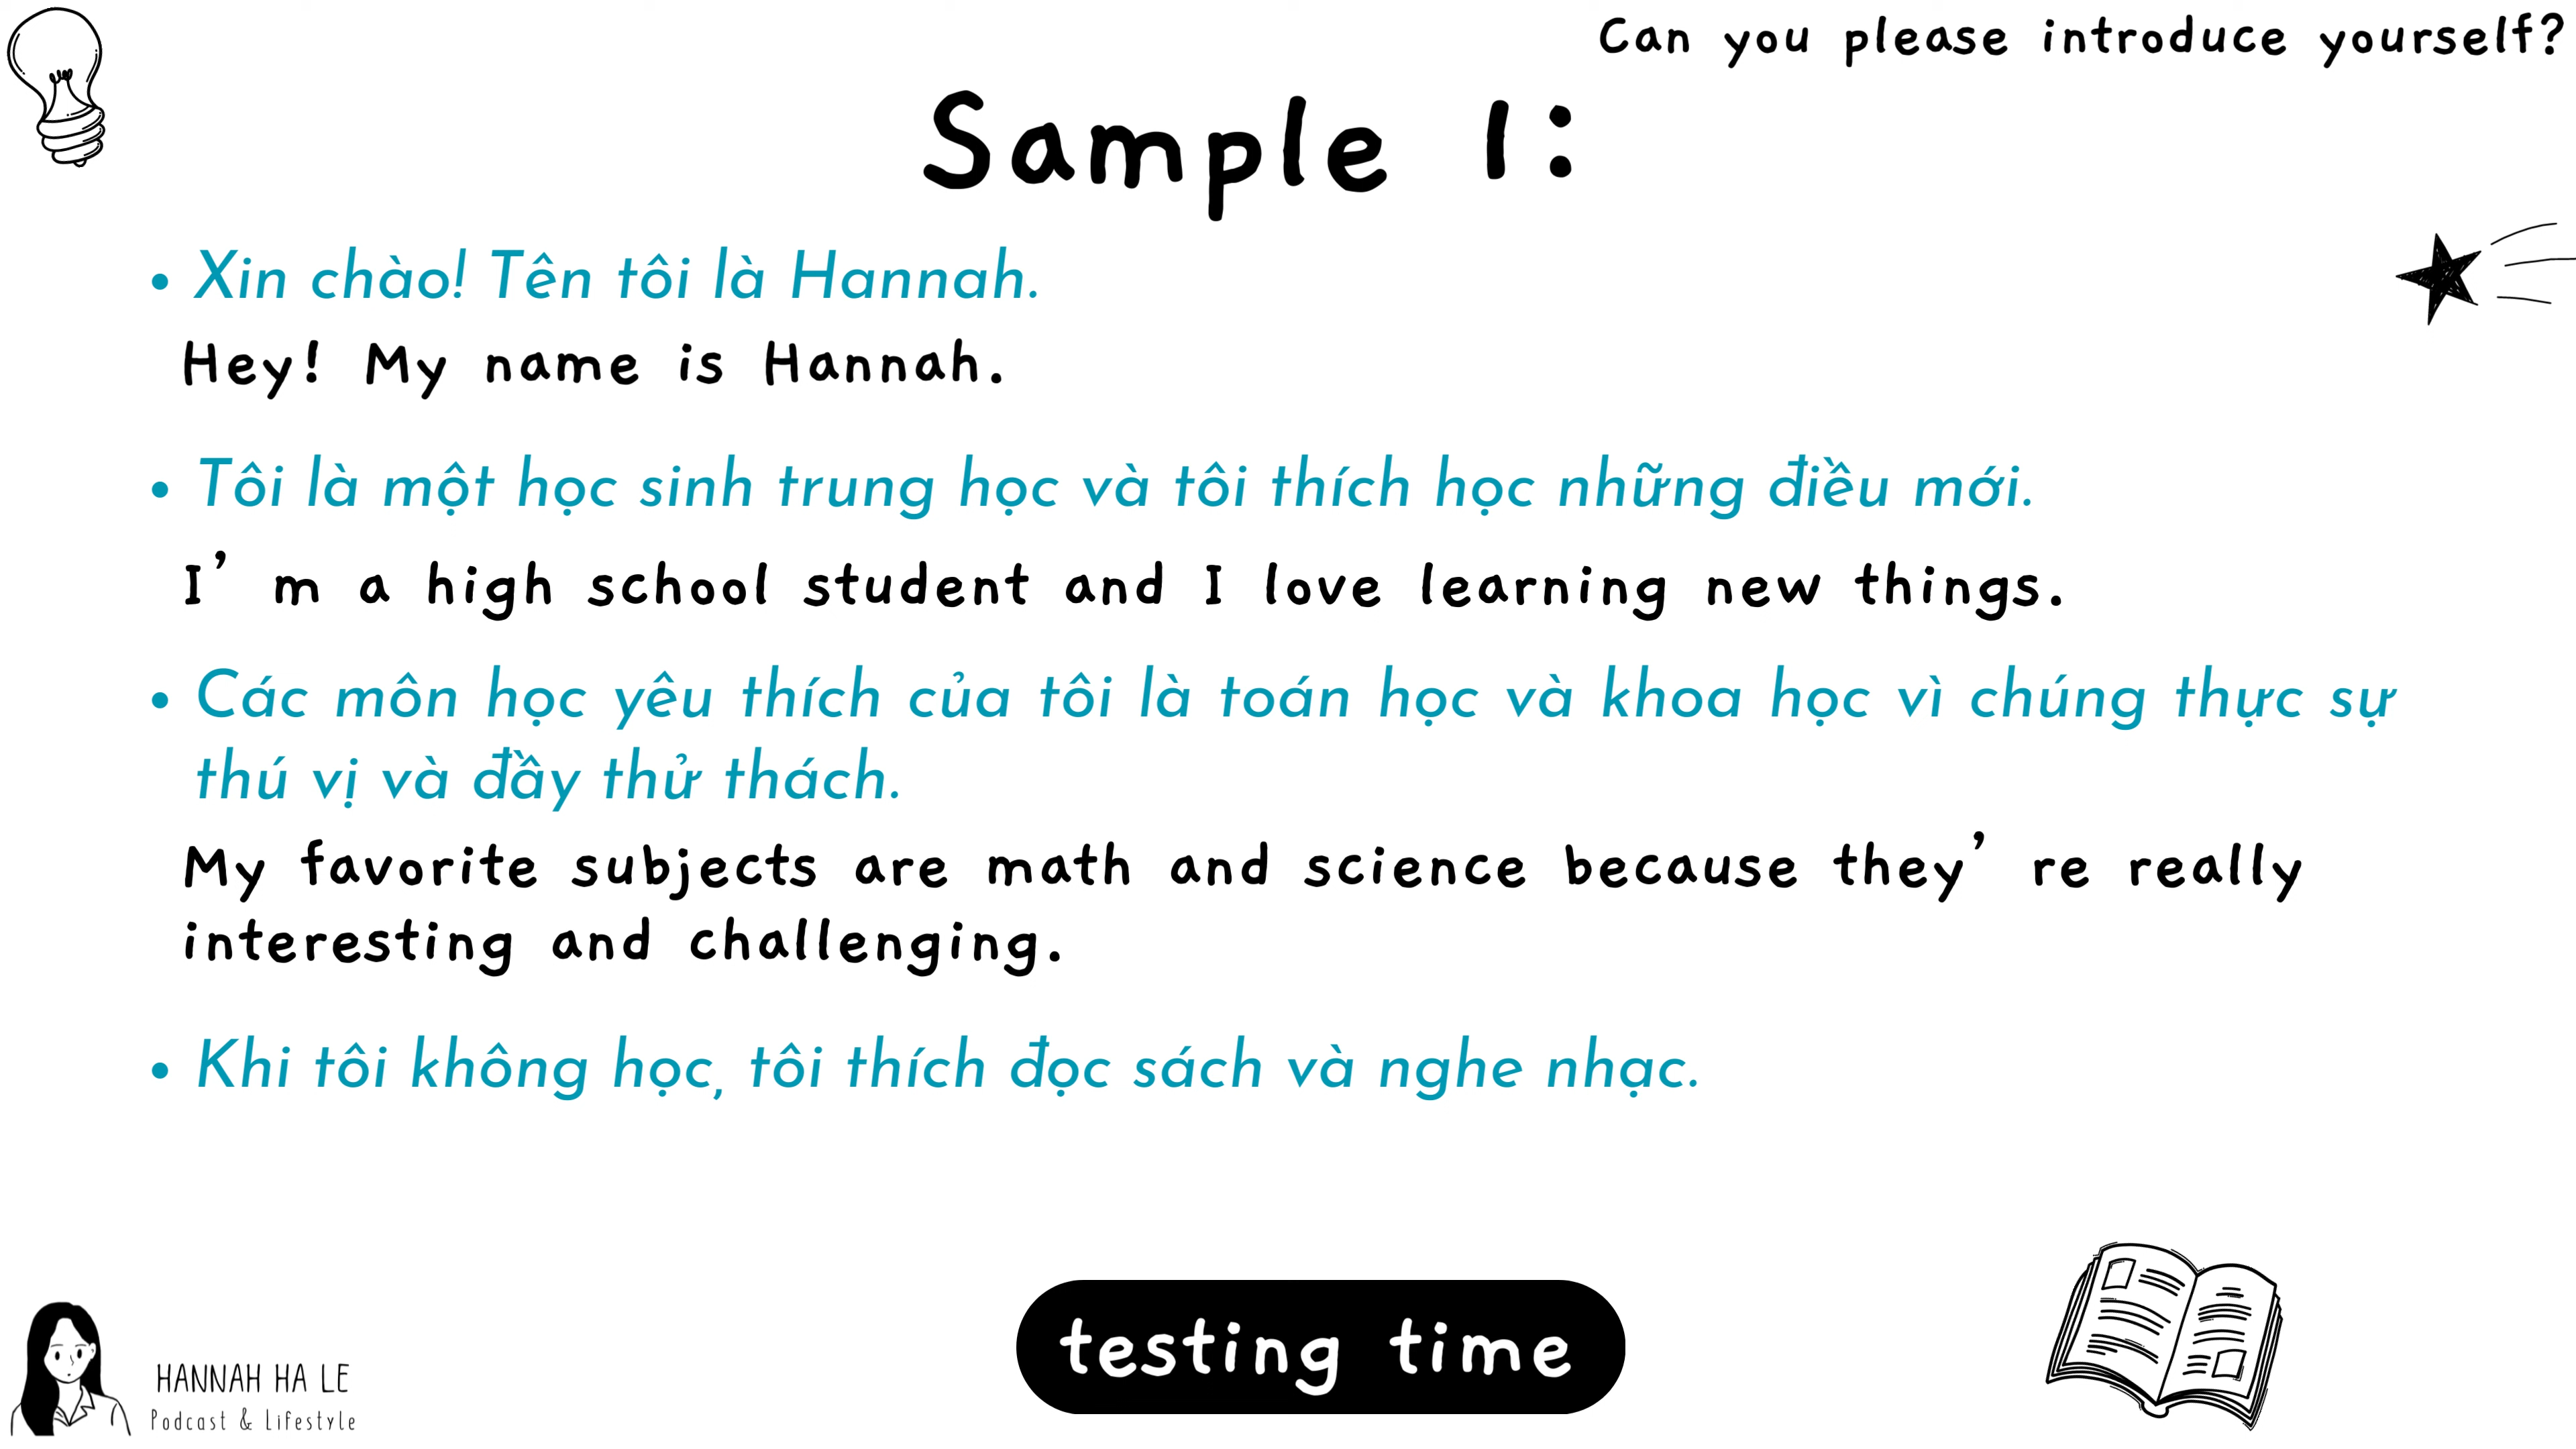 Can you please introduce yourself?
Sample 1:
• Xin chào! Tên tôi là Hannah.
Hey! My name is Hannah.
• Tôi là một học sinh trung học và tôi thích học những điều mới.
I’ m a high school student and I love learning new things.
• Các môn học yêu thích của tôi là toán học và khoa học vì chúng thực sự
thú vị và đầy thử thách.
My favorite subjects are math and science because they’ re really
interesting and challenging.
• Khi tôi không học, tôi thích đọc sách và nghe nhạc.
testing time
HANNAH HA LE
Podcast & Lifestyle